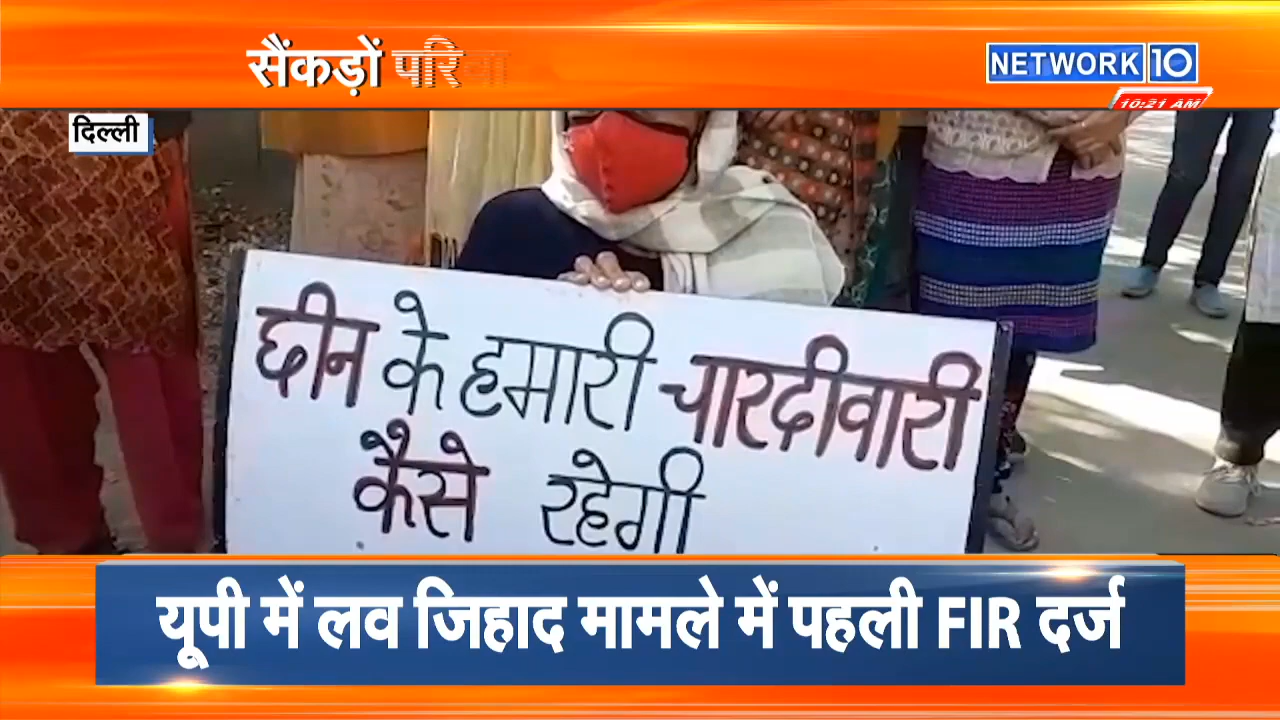 सैंकड़ों
NETWORK 10
10:21 AM
दिल्ली
छीन के हमारी चारदीवारी
कैसे रहेगी
यूपी में लव जिहाद मामले में पहली FIR दर्ज